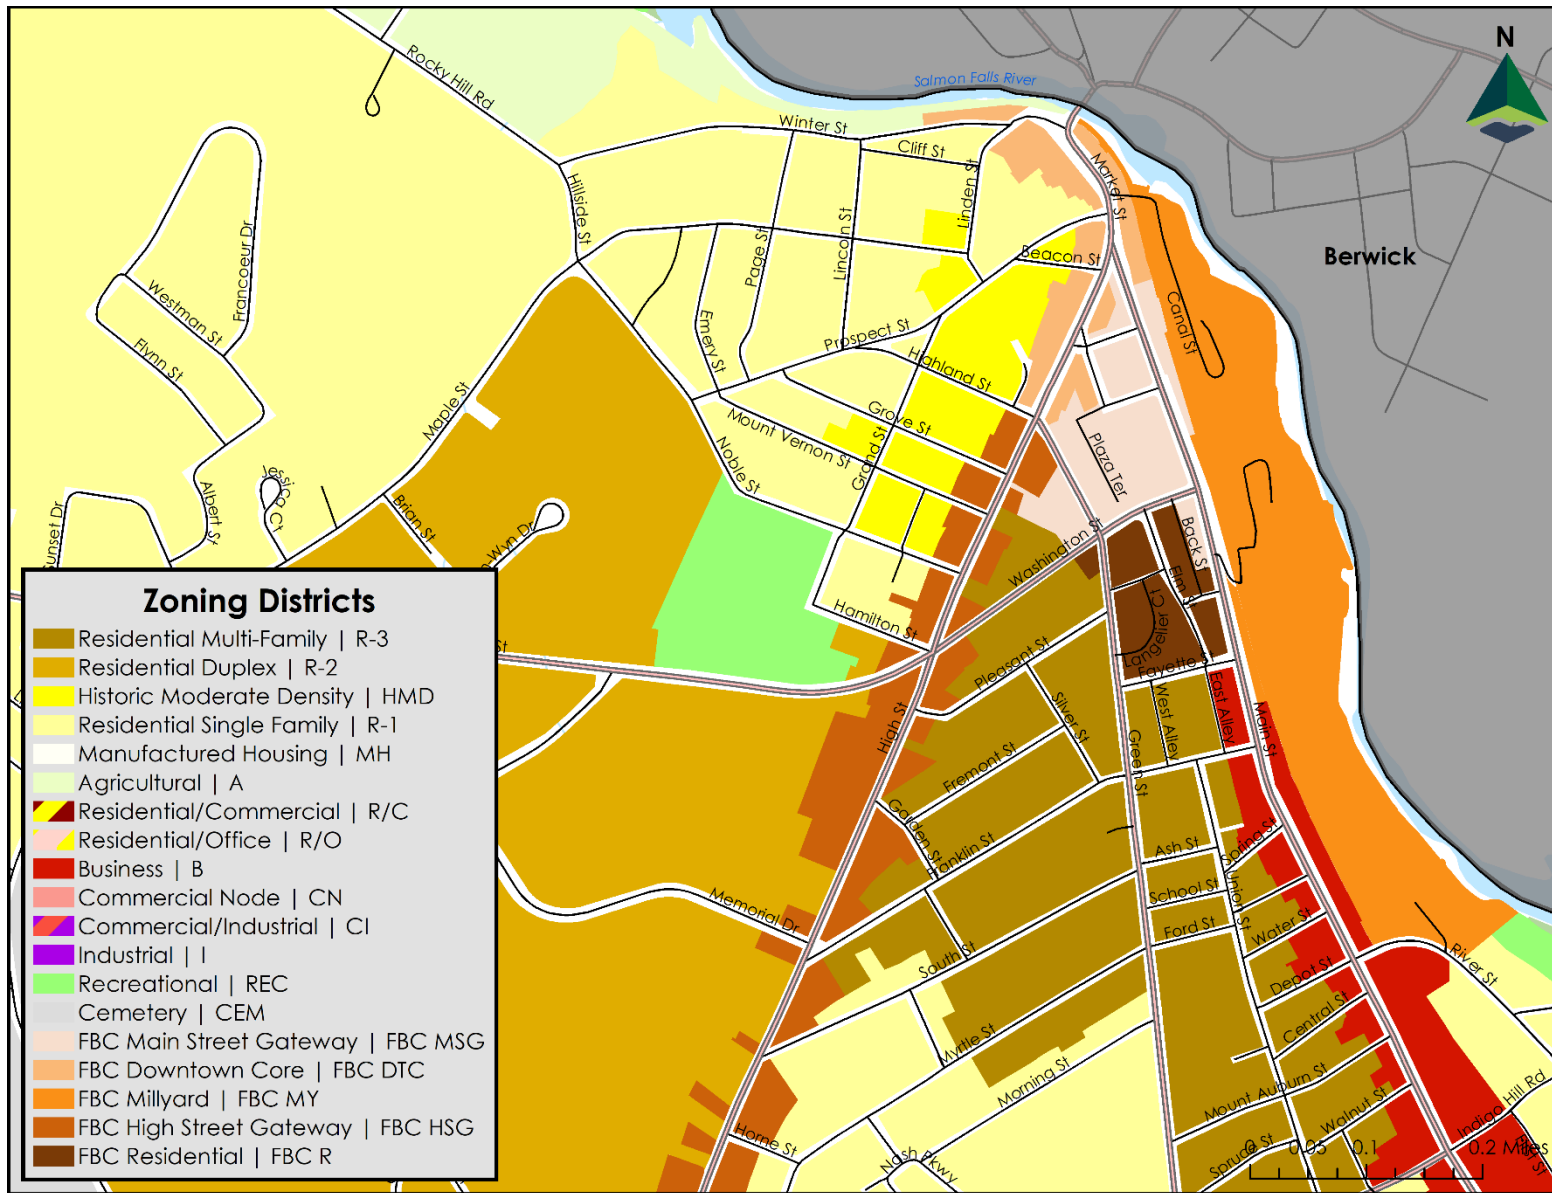 N
Salmon Falls River
Rocky Hill Rd
Winter St
Cliff St
Market St
Linden St
Hillside St
Francoeur Dr
Page St
Lincon St
Beacon St
Berwick
Westman St
Canal St
Emery St
Prospect St
Flynn St
Highland St
Maple St
Grove St
Mount Vernon St
Grand St
Plaza Ter
Noble St
Jessica Ct
Albert St
Brian St
Sunset Dr
n-Wyn Dr
Washington St
Back St
Elm St
Langelier Ct
Hamilton St
Pleasant St
Fayette St
St
West Alley
East Alley
Silver St
High St
Main St
Green St
Fremont St
Golden St
Franklin St
Ash St
Spring St
School St
Union St
Ford St
Water St
Memorial Dr
South St
Depot St
River St
Central St
Myrtle St
Morning St
Mount Auburn St
Walnut St
Indigo Hill Rd
Horne St
Nash Pkwy
Spruce St
0 0.05 0.1 0.2 Miles
Zoning Districts
Residential Multi-Family | R-3
Residential Duplex | R-2
Historic Moderate Density | HMD
Residential Single Family | R-1
Manufactured Housing | MH
Agricultural | A
Residential/Commercial | R/C
Residential/Office | R/O
Business | B
Commercial Node | CN
Commercial/Industrial | CI
Industrial | I
Recreational | REC
Cemetery | CEM
FBC Main Street Gateway | FBC MSG
FBC Downtown Core | FBC DTC
FBC Millyard | FBC MY
FBC High Street Gateway | FBC HSG
FBC Residential | FBC R